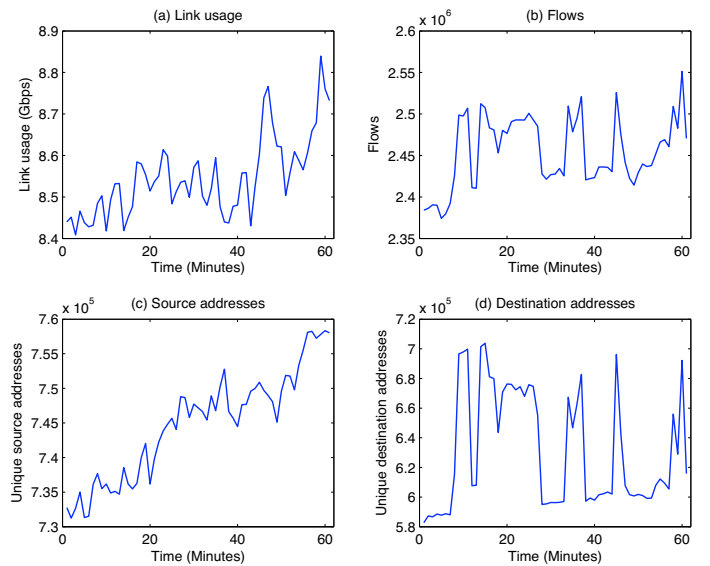 (a) Link usage
8.9
8.8
8.7
8.6
8.5
8.4
0 20 40 60
Link usage (Gbps)
Time (Minutes)
(b) Flows
x 10^6
2.6
2.55
2.5
2.45
2.4
2.35
0 20 40 60
Flows
Time (Minutes)
(c) Source addresses
x 10^5
7.6
7.55
7.5
7.45
7.4
7.35
7.3
0 20 40 60
Unique source addresses
Time (Minutes)
(d) Destination addresses
x 10^5
7.2
7
6.8
6.6
6.4
6.2
6
5.8
0 20 40 60
Unique destination addresses
Time (Minutes)